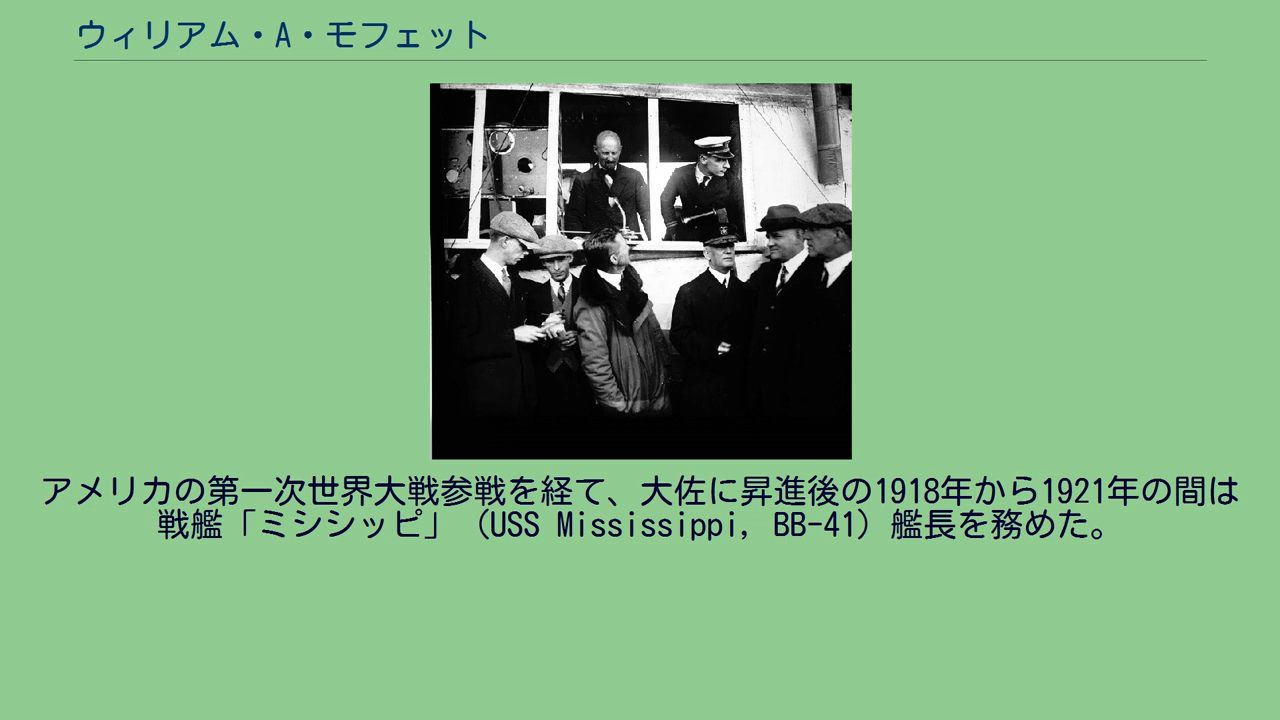 ウィリアム・A・モフェット
アメリカの第一次世界大戦参戦を経て、大佐に昇進後の1918年から1921年の間は
戦艦「ミシシッピ」（USS Mississippi, BB-41）艦長を務めた。